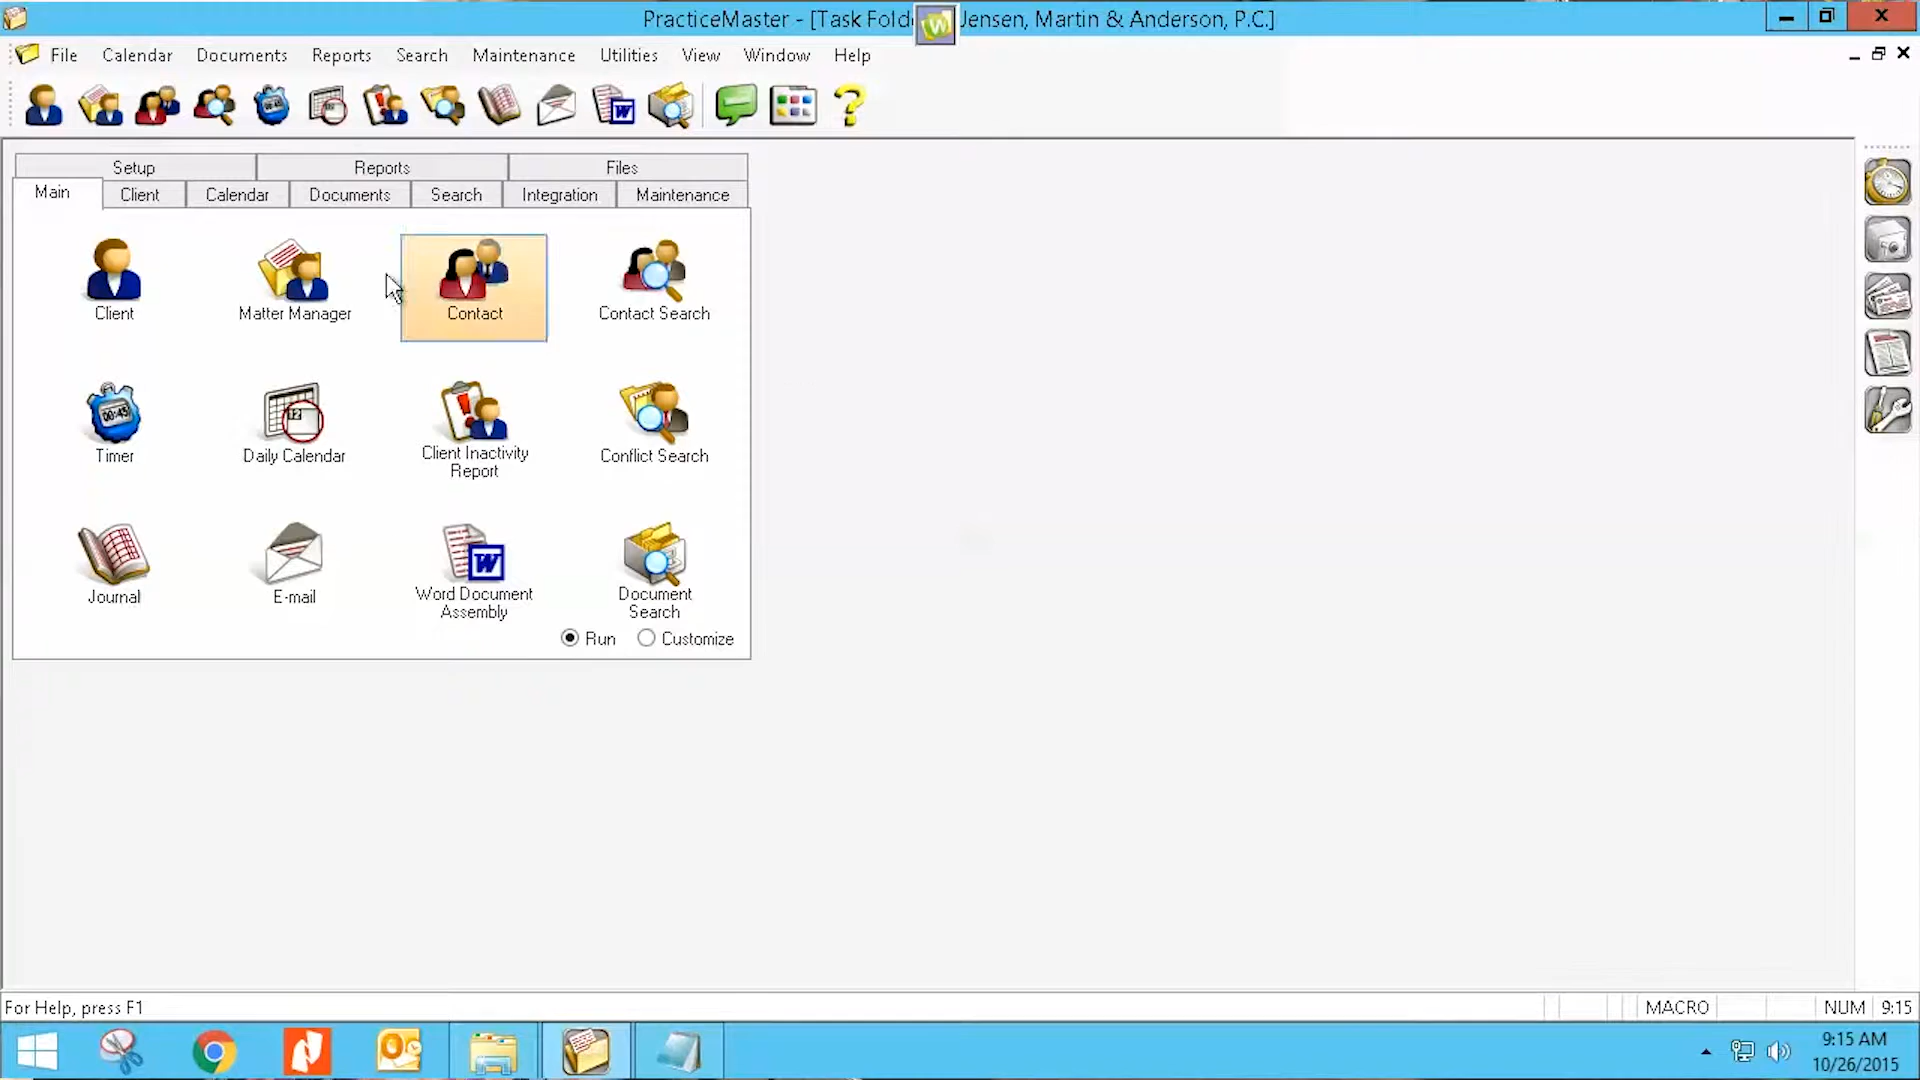 PracticeMaster - [Task Fold Jensen, Martin & Anderson, P.C.]
File Calendar Documents Reports Search Maintenance Utilities View Window Help
Setup Reports Files
Main Client Calendar Documents Search Integration Maintenance
Client Matter Manager Contact Contact Search
00:45
12
Timer Daily Calendar Client Inactivity Report Conflict Search
W
Journal E-mail Word Document Assembly Document Search
Run Customize
For Help, press F1
MACRO NUM 9:15
9:15 AM
10/26/2015